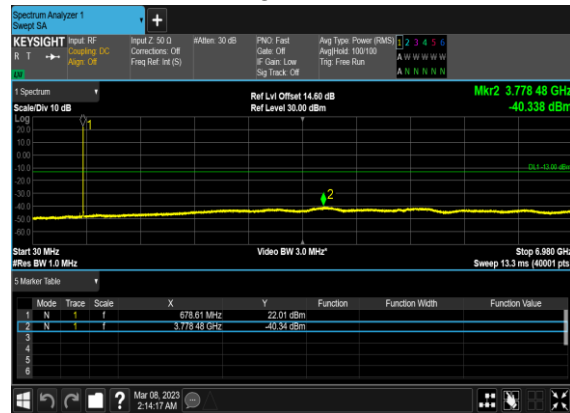 Spectrum Analyzer 1
Swept SA
+
KEYSIGHT Input: RF Input Z: 50 Ω #Atten: 30 dB PNO: Fast Avg Type: Power (RMS) 1 2 3 4 5 6
R T Coupling: DC Corrections: Off Gate: Off Avg|Hold: 100/100 A W W W W W
Align: Off Freq Ref: Int (S) IF Gain: Low Trig: Free Run
Sig Track: Off A N N N N N
LXI
1 Spectrum Ref Lvl Offset 14.60 dB Mkr2 3.778 48 GHz
Scale/Div 10 dB Ref Level 30.00 dBm -40.338 dBm
Log
1
20.0
10.0
0.00
-10.0 DL1 -13.00 dBm
-20.0
-30.0
2
-40.0
-50.0
-60.0
Start 30 MHz Video BW 3.0 MHz* Stop 6.980 GHz
#Res BW 1.0 MHz Sweep 13.3 ms (40001 pts)
5 Marker Table
Mode Trace Scale X Y Function Function Width Function Value
1 N 1 f 678.61 MHz 22.01 dBm
2 N 1 f 3.778 48 GHz -40.34 dBm
3
4
5
6
? Mar 08, 2023
2:14:17 AM